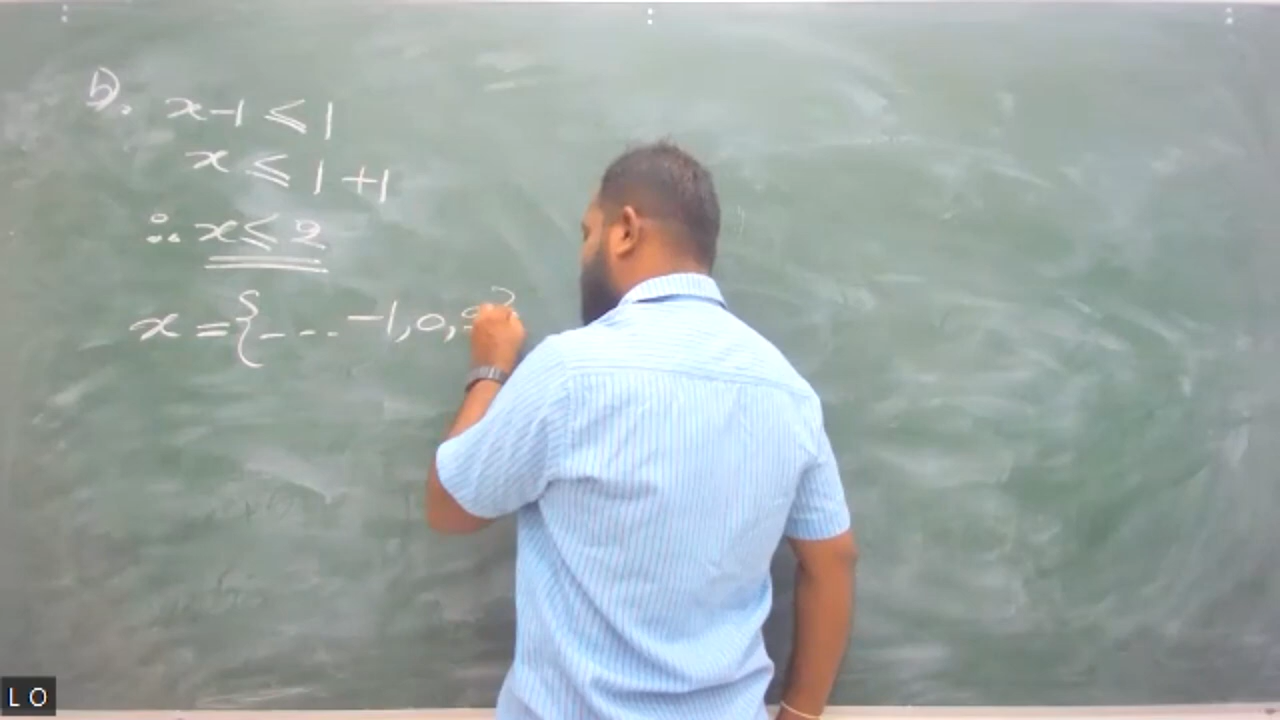 b). x-1 ≤ 1
x ≤ 1+1
∴ x ≤ 2
x = {---- -1, 0,
LO